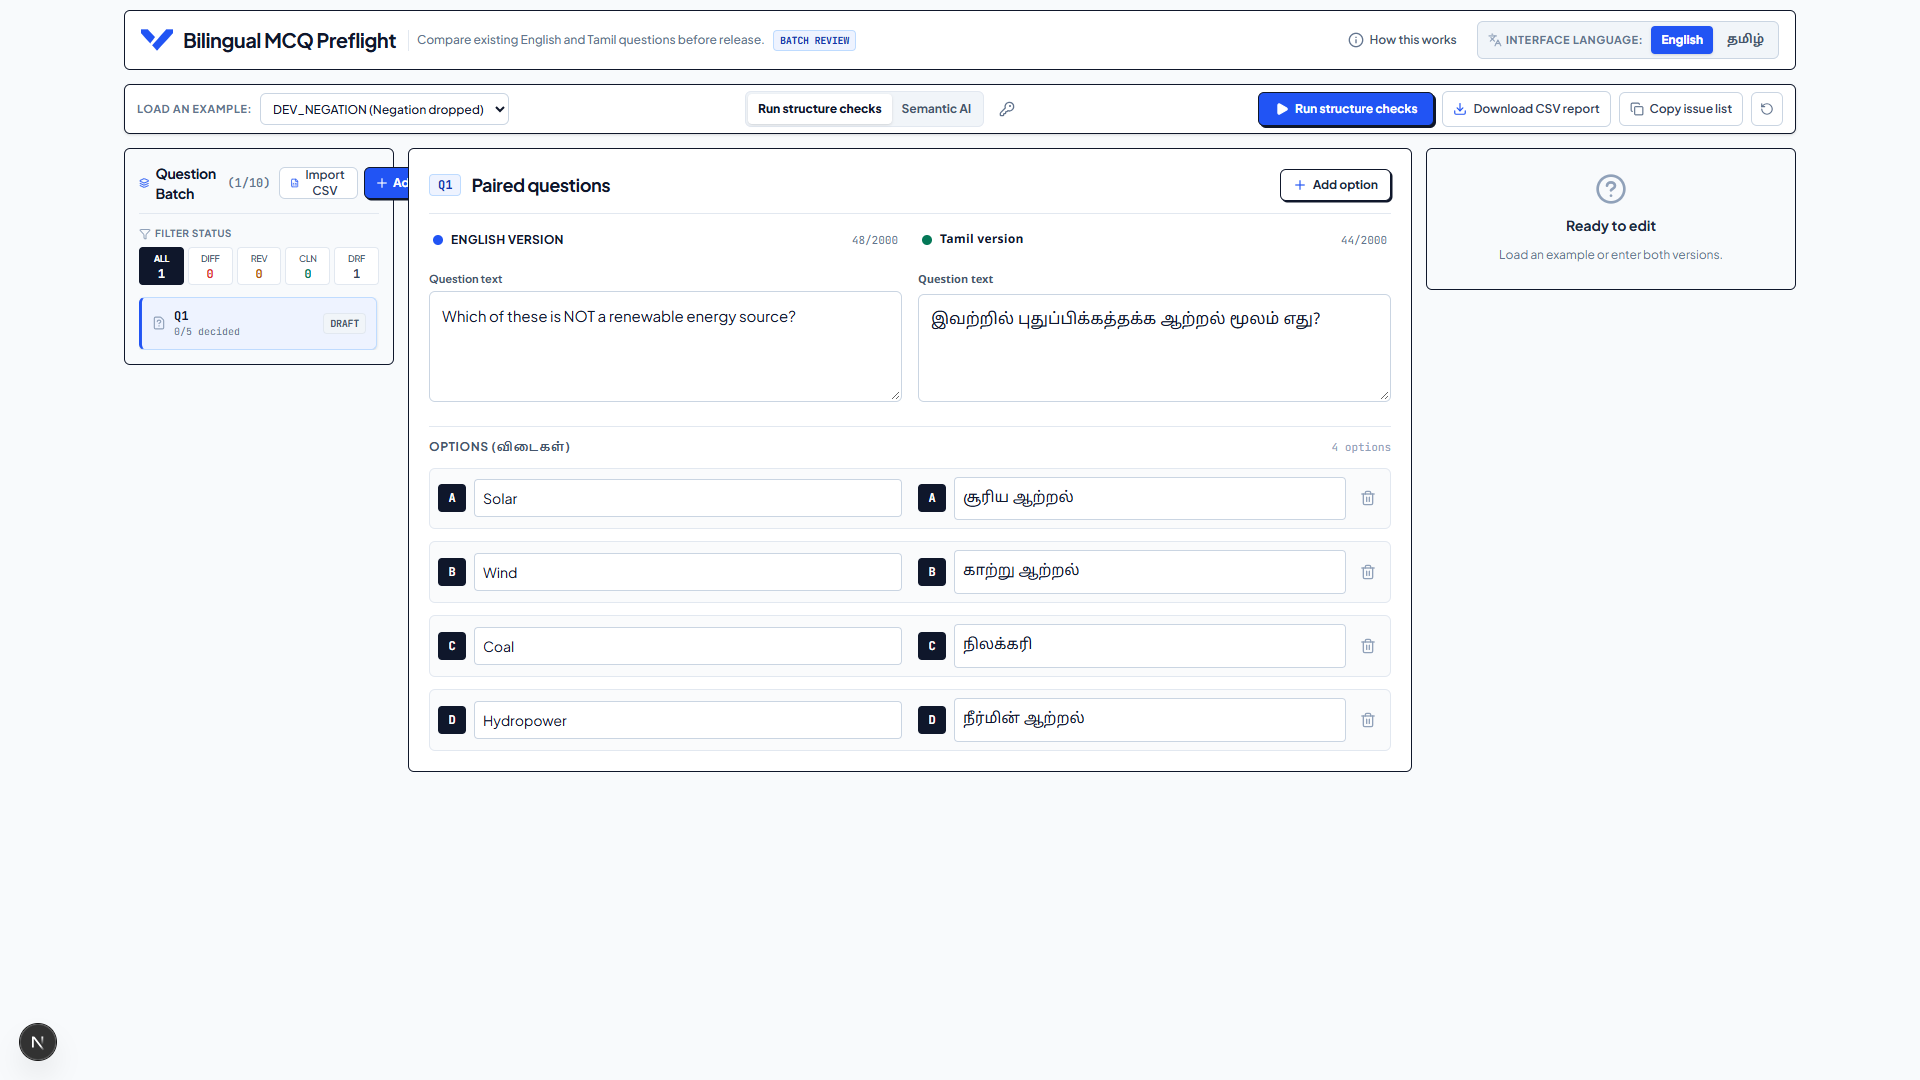 Bilingual MCQ Preflight
Compare existing English and Tamil questions before release.
BATCH REVIEW
How this works
INTERFACE LANGUAGE:
English
தமிழ்
LOAD AN EXAMPLE:
DEV_NEGATION (Negation dropped)
Run structure checks
Semantic AI
Run structure checks
Download CSV report
Copy issue list
Question Batch
(1/10)
Import CSV
+ Ad
FILTER STATUS
ALL 1
DIFF 0
REV 0
CLN 0
DRF 1
Q1
0/5 decided
DRAFT
Q1
Paired questions
+ Add option
ENGLISH VERSION
48/2000
Tamil version
44/2000
Question text
Question text
Which of these is NOT a renewable energy source?
இவற்றில் புதுப்பிக்கத்தக்க ஆற்றல் மூலம் எது?
OPTIONS (விடைகள்)
4 options
A Solar
A சூரிய ஆற்றல்
B Wind
B காற்று ஆற்றல்
C Coal
C நிலக்கரி
D Hydropower
D நீர்மின் ஆற்றல்
Ready to edit
Load an example or enter both versions.
N